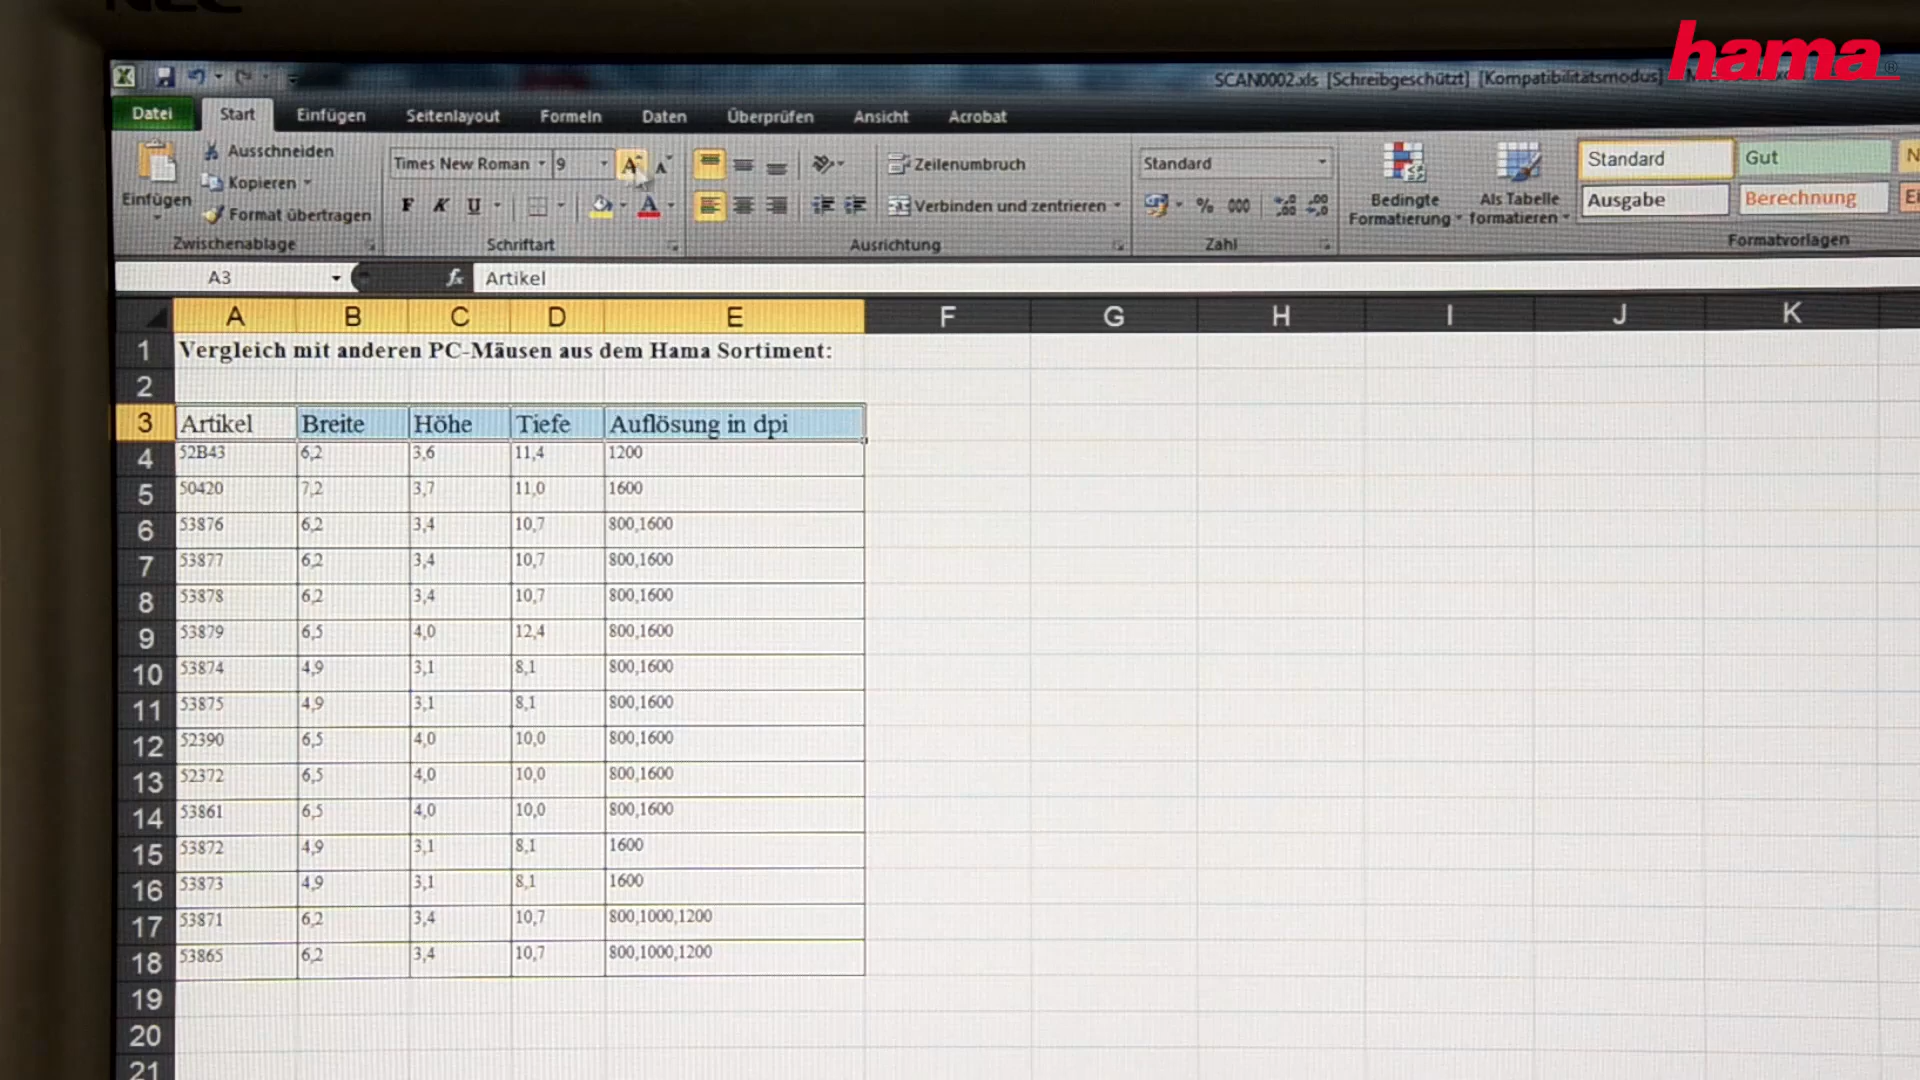 NEC
hama®
SCAN0002.xls [Schreibgeschützt] [Kompatibilitätsmodus]
Datei Start Einfügen Seitenlayout Formeln Daten Überprüfen Ansicht Acrobat
Einfügen
Ausschneiden
Kopieren
Format übertragen
Zwischenablage
Times New Roman 9
F K U
Schriftart
Zeilenumbruch
Verbinden und zentrieren
Ausrichtung
Standard
% 000
Zahl
Bedingte Formatierung
Als Tabelle formatieren
Standard Gut
Ausgabe Berechnung
Formatvorlagen
A3 fx Artikel
A B C D E F G H I J K
1 Vergleich mit anderen PC-Mäusen aus dem Hama Sortiment:
2
3 Artikel Breite Höhe Tiefe Auflösung in dpi
4 52B43 6,2 3,6 11,4 1200
5 50420 7,2 3,7 11,0 1600
6 53876 6,2 3,4 10,7 800,1600
7 53877 6,2 3,4 10,7 800,1600
8 53878 6,2 3,4 10,7 800,1600
9 53879 6,5 4,0 12,4 800,1600
10 53874 4,9 3,1 8,1 800,1600
11 53875 4,9 3,1 8,1 800,1600
12 52390 6,5 4,0 10,0 800,1600
13 52372 6,5 4,0 10,0 800,1600
14 53861 6,5 4,0 10,0 800,1600
15 53872 4,9 3,1 8,1 1600
16 53873 4,9 3,1 8,1 1600
17 53871 6,2 3,4 10,7 800,1000,1200
18 53865 6,2 3,4 10,7 800,1000,1200
19
20
21